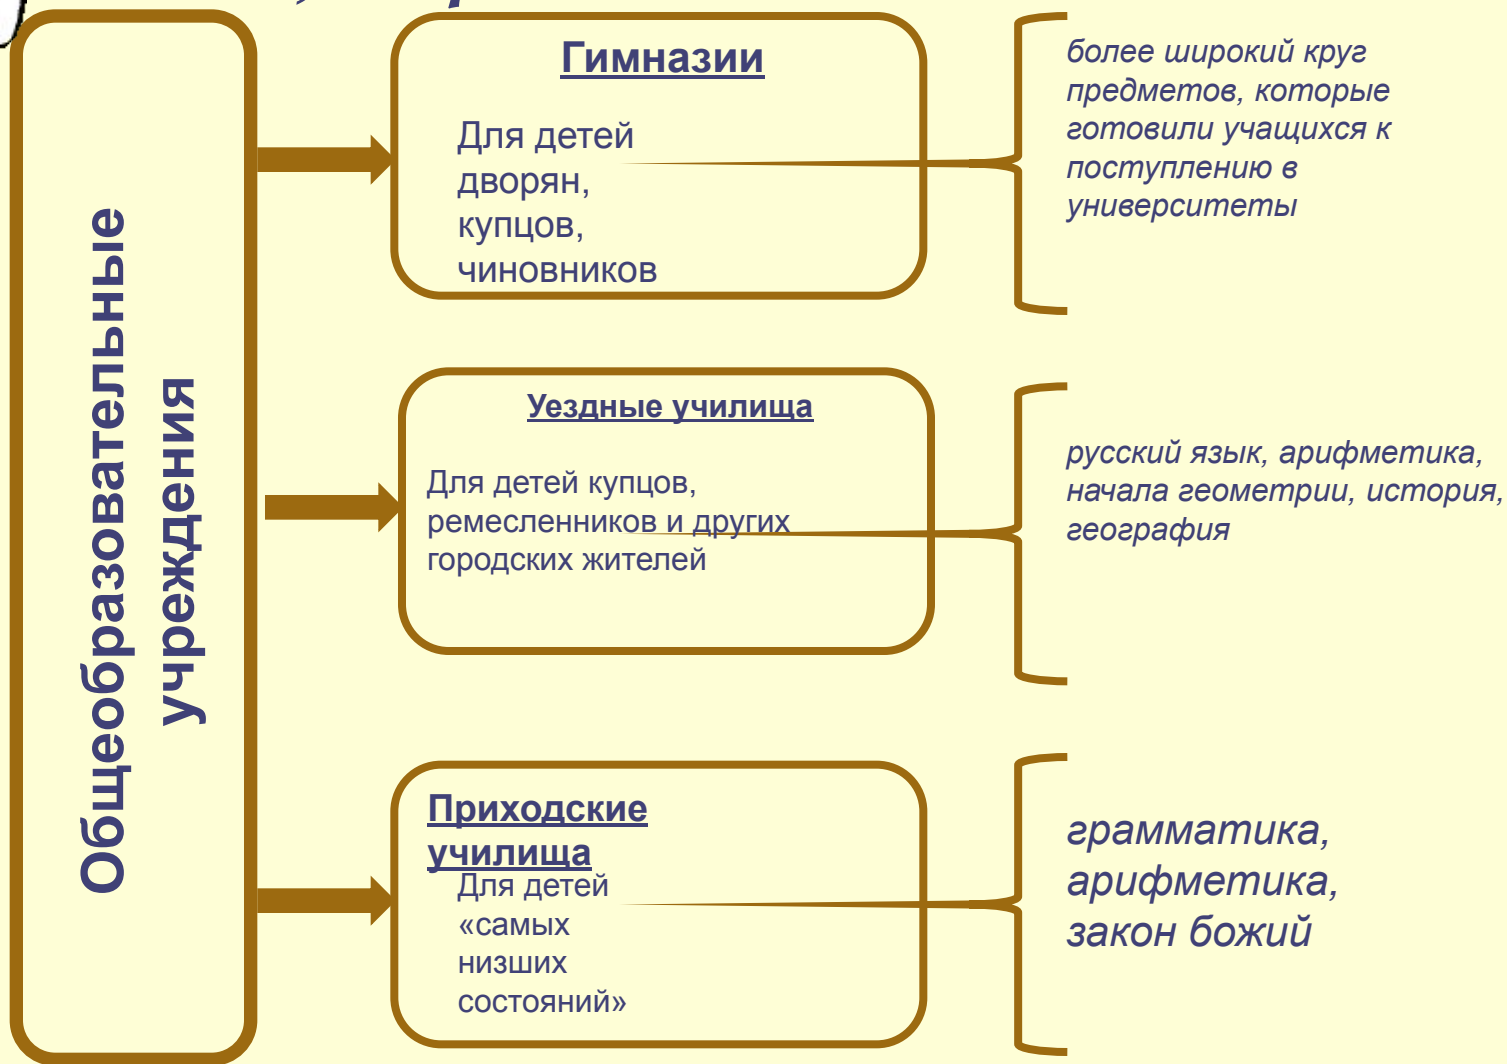 Общеобразовательные
учреждения
Гимназии
Для детей
дворян,
купцов,
чиновников
более широкий круг
предметов, которые
готовили учащихся к
поступлению в
университеты
Уездные училища
Для детей купцов,
ремесленников и других
городских жителей
русский язык, арифметика,
начала геометрии, история,
география
Приходские
училища
Для детей
«самых
низших
состояний»
грамматика,
арифметика,
закон божий